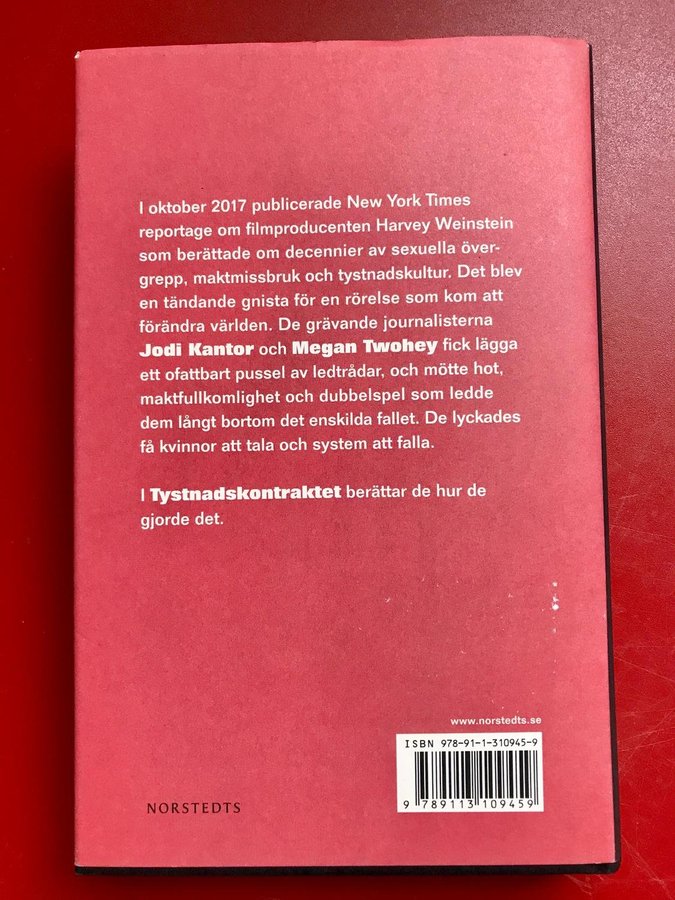 I oktober 2017 publicerade New York Times
reportage om filmproducenten Harvey Weinstein
som berättade om decennier av sexuella över-
grepp, maktmissbruk och tystnadskultur. Det blev
en tändande gnista för en rörelse som kom att
förändra världen. De grävande journalisterna
Jodi Kantor och Megan Twohey fick lägga
ett ofattbart pussel av ledtrådar, och mötte hot,
maktfullkomlighet och dubbelspel som ledde
dem långt bortom det enskilda fallet. De lyckades
få kvinnor att tala och system att falla.
I Tystnadskontraktet berättar de hur de
gjorde det.
www.norstedts.se
ISBN 978-91-1-310945-9
9 789113 109459
NORSTEDTS